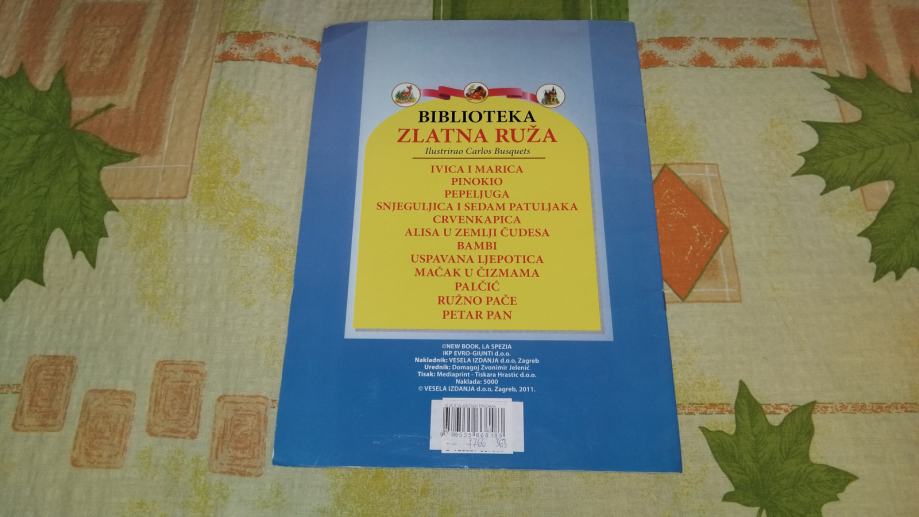 BIBLIOTEKA
ZLATNA RUŽA
Ilustrirao Carlos Busquets
IVICA I MARICA
PINOKIO
PEPELJUGA
SNJEGULJICA I SEDAM PATULJAKA
CRVENKAPICA
ALISA U ZEMLJI ČUDESA
BAMBI
USPAVANA LJEPOTICA
MAČAK U ČIZMAMA
PALČIĆ
RUŽNO PAČE
PETAR PAN
©NEW BOOK, LA SPEZIA
IKP EVRO-GIUNTI d.o.o.
Nakladnik: VESELA IZDANJA d.o.o, Zagreb
Urednik: Domagoj Zvonimir Jelenić
Tisak: Mediaprint - Tiskara Hrastic d.o.o.
Naklada: 5000
© VESELA IZDANJA d.o.o, Zagreb, 2011.